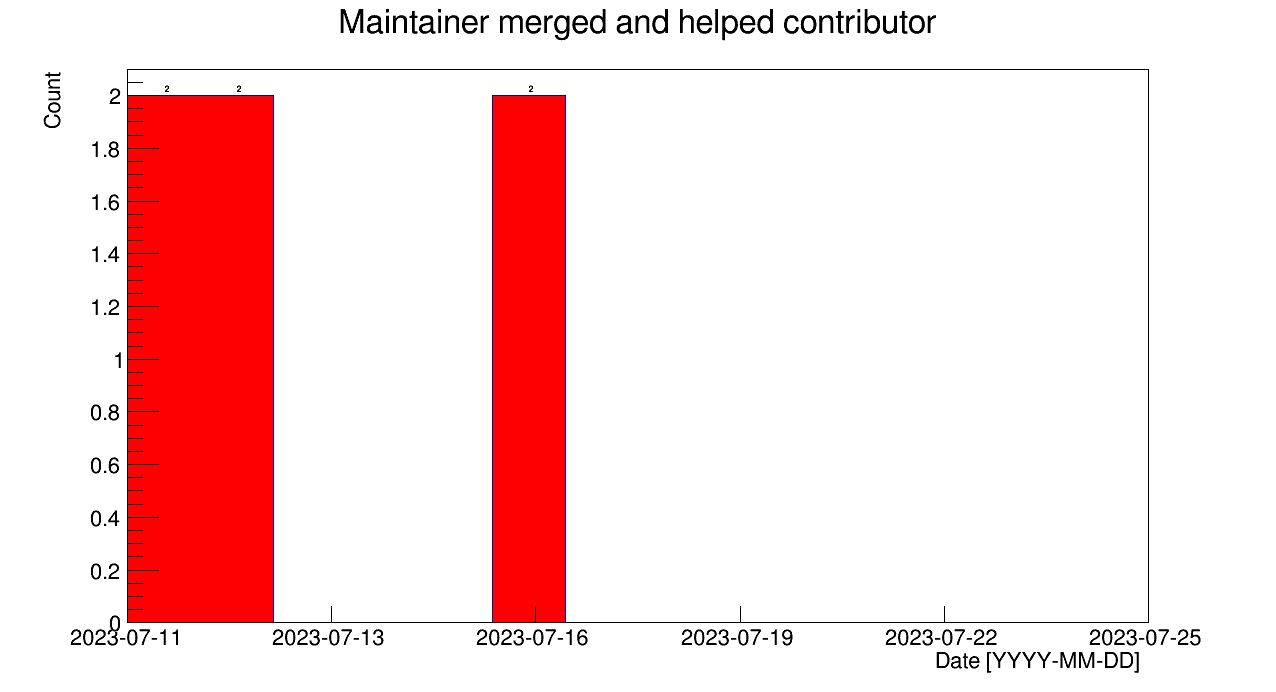 Maintainer merged and helped contributor
Count
2 2 2
2
1.8
1.6
1.4
1.2
1
0.8
0.6
0.4
0.2
0
2023-07-11 2023-07-13 2023-07-16 2023-07-19 2023-07-22 2023-07-25
Date [YYYY-MM-DD]